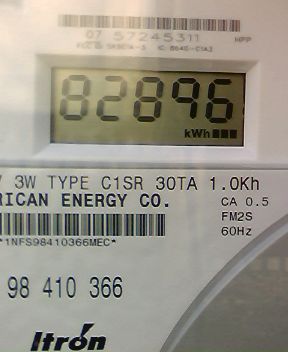 07 57245311 HPP
82896
kWh
V 3W TYPE C1SR 30TA 1.0Kh
RICAN ENERGY CO. CA 0.5
FM2S
*1NFS98410366MEC* 60Hz
98 410 366
Itron